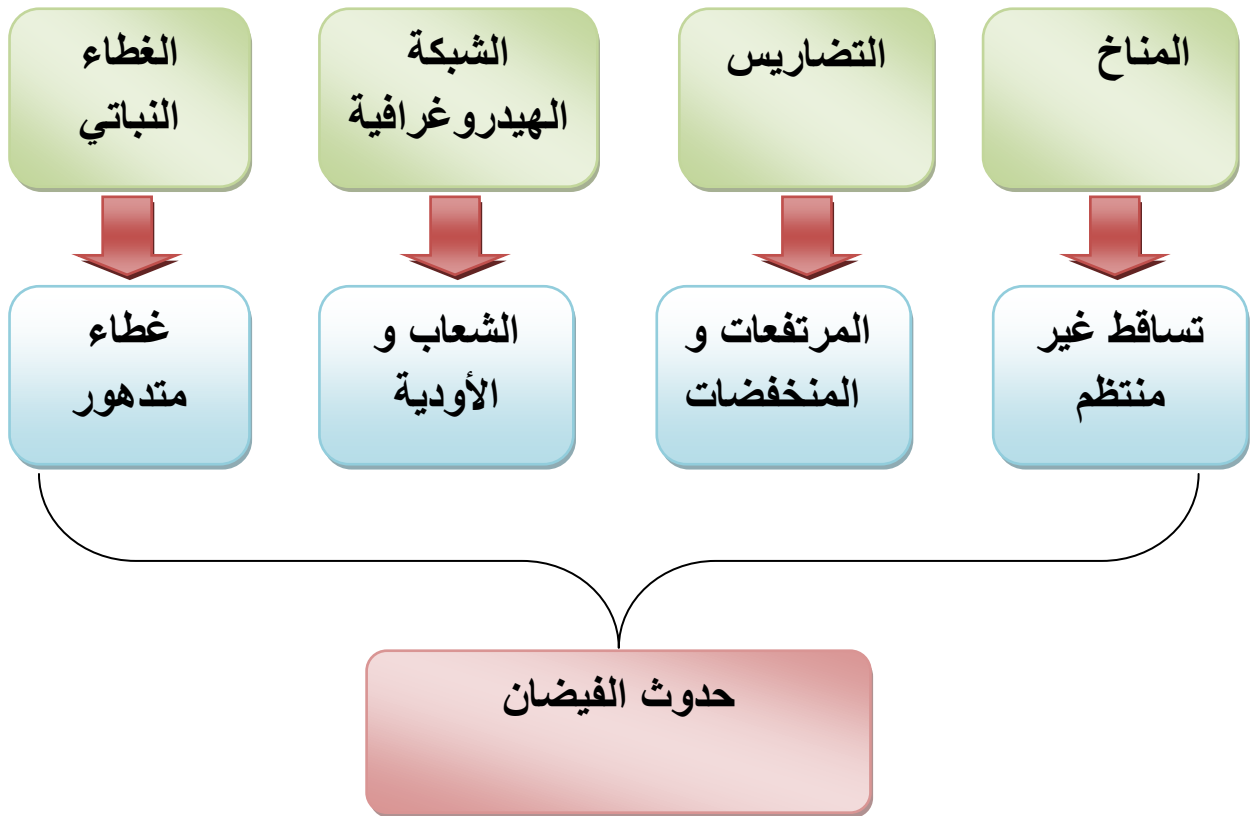 المناخ
التضاريس
الشبكة
الهيدروغرافية
الغطاء
النباتي
تساقط غير
منتظم
المرتفعات و
المنخفضات
الشعاب و
الأودية
غطاء
متدهور
حدوث الفيضان